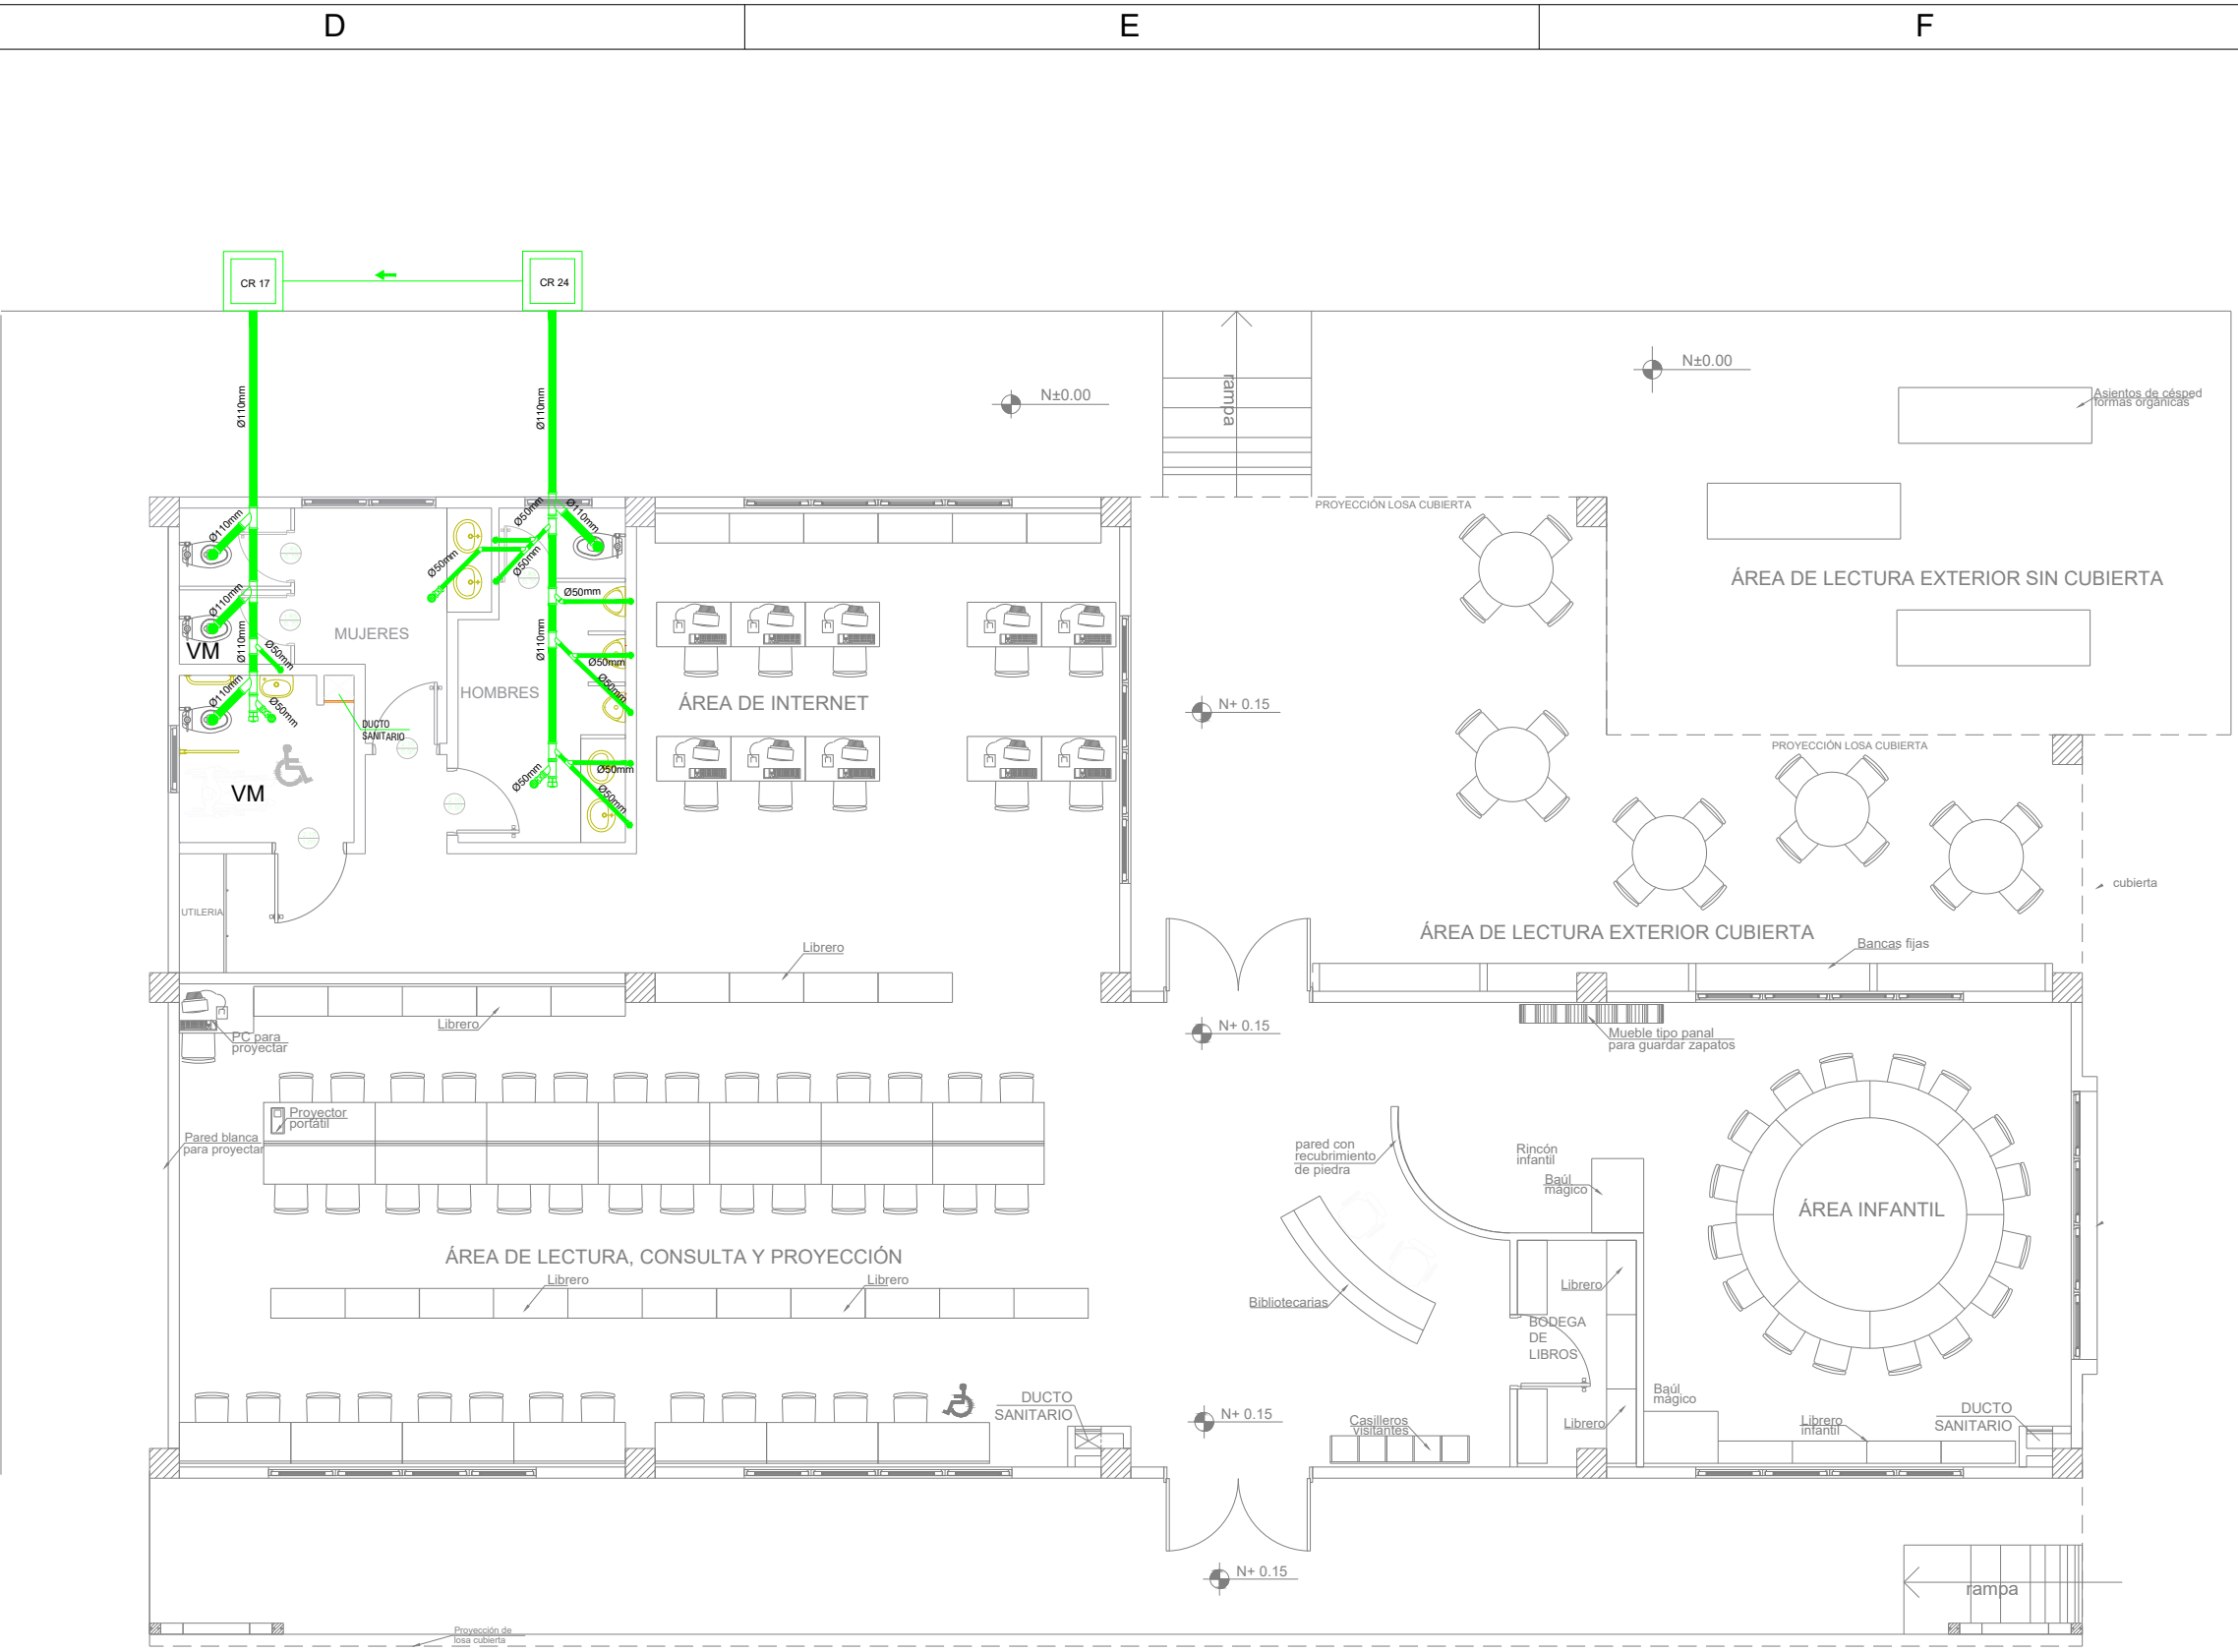 D
E
F
CR 17
CR 24
Ø110mm
Ø110mm
rampa
N±0.00
N±0.00
Asientos de césped
formas orgánicas
PROYECCIÓN LOSA CUBIERTA
Ø110mm
Ø50mm
Ø110mm
Ø50mm
Ø50mm
Ø110mm
Ø50mm
ÁREA DE LECTURA EXTERIOR SIN CUBIERTA
MUJERES
VM
Ø110mm
Ø50mm
Ø110mm
Ø50mm
Ø50mm
Ø110mm
Ø50mm
HOMBRES
ÁREA DE INTERNET
N+ 0.15
DUCTO
SANITARIO
PROYECCIÓN LOSA CUBIERTA
Ø50mm
Ø50mm
Ø50mm
VM
cubierta
UTILERIA
ÁREA DE LECTURA EXTERIOR CUBIERTA
Bancas fijas
Librero
Librero
N+ 0.15
PC para
proyectar
Mueble tipo panal
para guardar zapatos
Proyector
portátil
Pared blanca
para proyectar
pared con
recubrimiento
de piedra
Rincón
infantil
Baúl
mágico
ÁREA INFANTIL
ÁREA DE LECTURA, CONSULTA Y PROYECCIÓN
Librero
Librero
Librero
Bibliotecarias
BODEGA
DE
LIBROS
DUCTO
SANITARIO
N+ 0.15
Casilleros
visitantes
Librero
Baúl
mágico
Librero
infantil
DUCTO
SANITARIO
N+ 0.15
rampa
Proyección de
losa cubierta